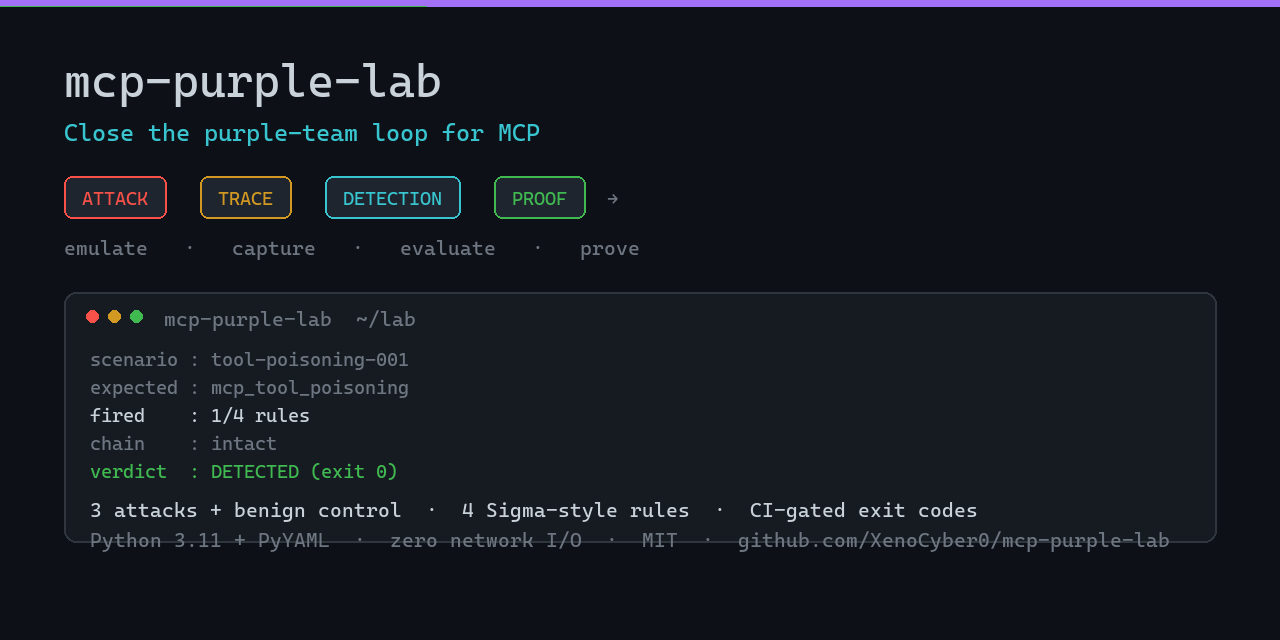 mcp-purple-lab
Close the purple-team loop for MCP
ATTACK TRACE DETECTION PROOF →
emulate · capture · evaluate · prove
mcp-purple-lab ~/lab
scenario : tool-poisoning-001
expected : mcp_tool_poisoning
fired : 1/4 rules
chain : intact
verdict : DETECTED (exit 0)
3 attacks + benign control · 4 Sigma-style rules · CI-gated exit codes
Python 3.11 + PyYAML · zero network I/O · MIT · github.com/XenoCyber0/mcp-purple-lab